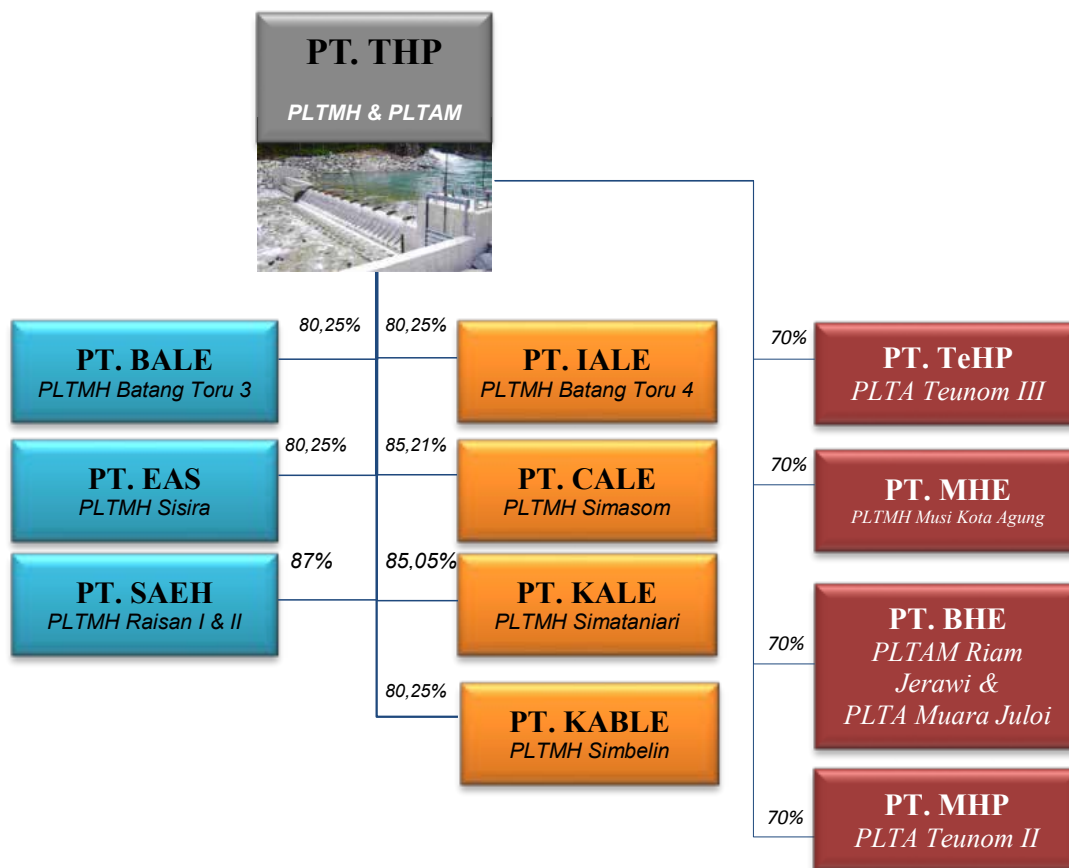 PT. THP
PLTMH & PLTAM
80,25%
80,25%
PT. BALE
PLTMH Batang Toru 3
PT. IALE
PLTMH Batang Toru 4
70%
PT. TeHP
PLTA Teunom III
80,25%
85,21%
PT. EAS
PLTMH Sisira
PT. CALE
PLTMH Simasom
70%
PT. MHE
PLTMH Musi Kota Agung
87%
85,05%
PT. SAEH
PLTMH Raisan I & II
PT. KALE
PLTMH Simataniari
70%
PT. BHE
PLTAM Riam
Jerawi &
PLTA Muara Juloi
80,25%
PT. KABLE
PLTMH Simbelin
70%
PT. MHP
PLTA Teunom II